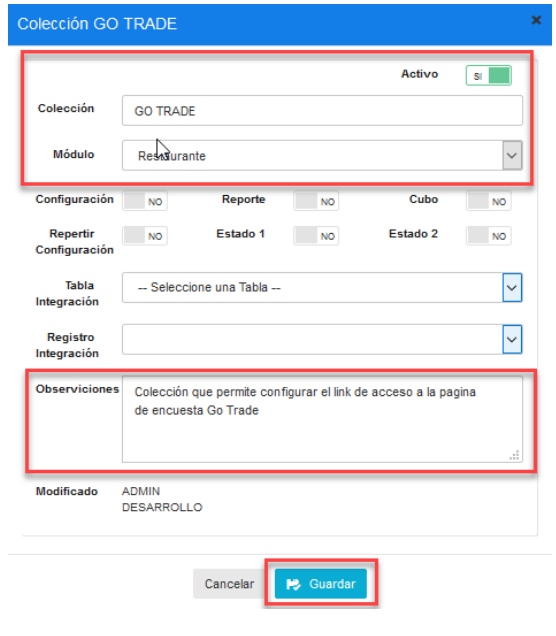 Colección GO TRADE ×
Activo SI
Colección GO TRADE
Módulo Restaurante
Configuración NO Reporte NO Cubo NO
Repertir Configuración NO Estado 1 NO Estado 2 NO
Tabla Integración -- Seleccione una Tabla --
Registro Integración
Observiciones Colección que permite configurar el link de acceso a la pagina
de encuesta Go Trade
Modificado ADMIN
DESARROLLO
Cancelar Guardar